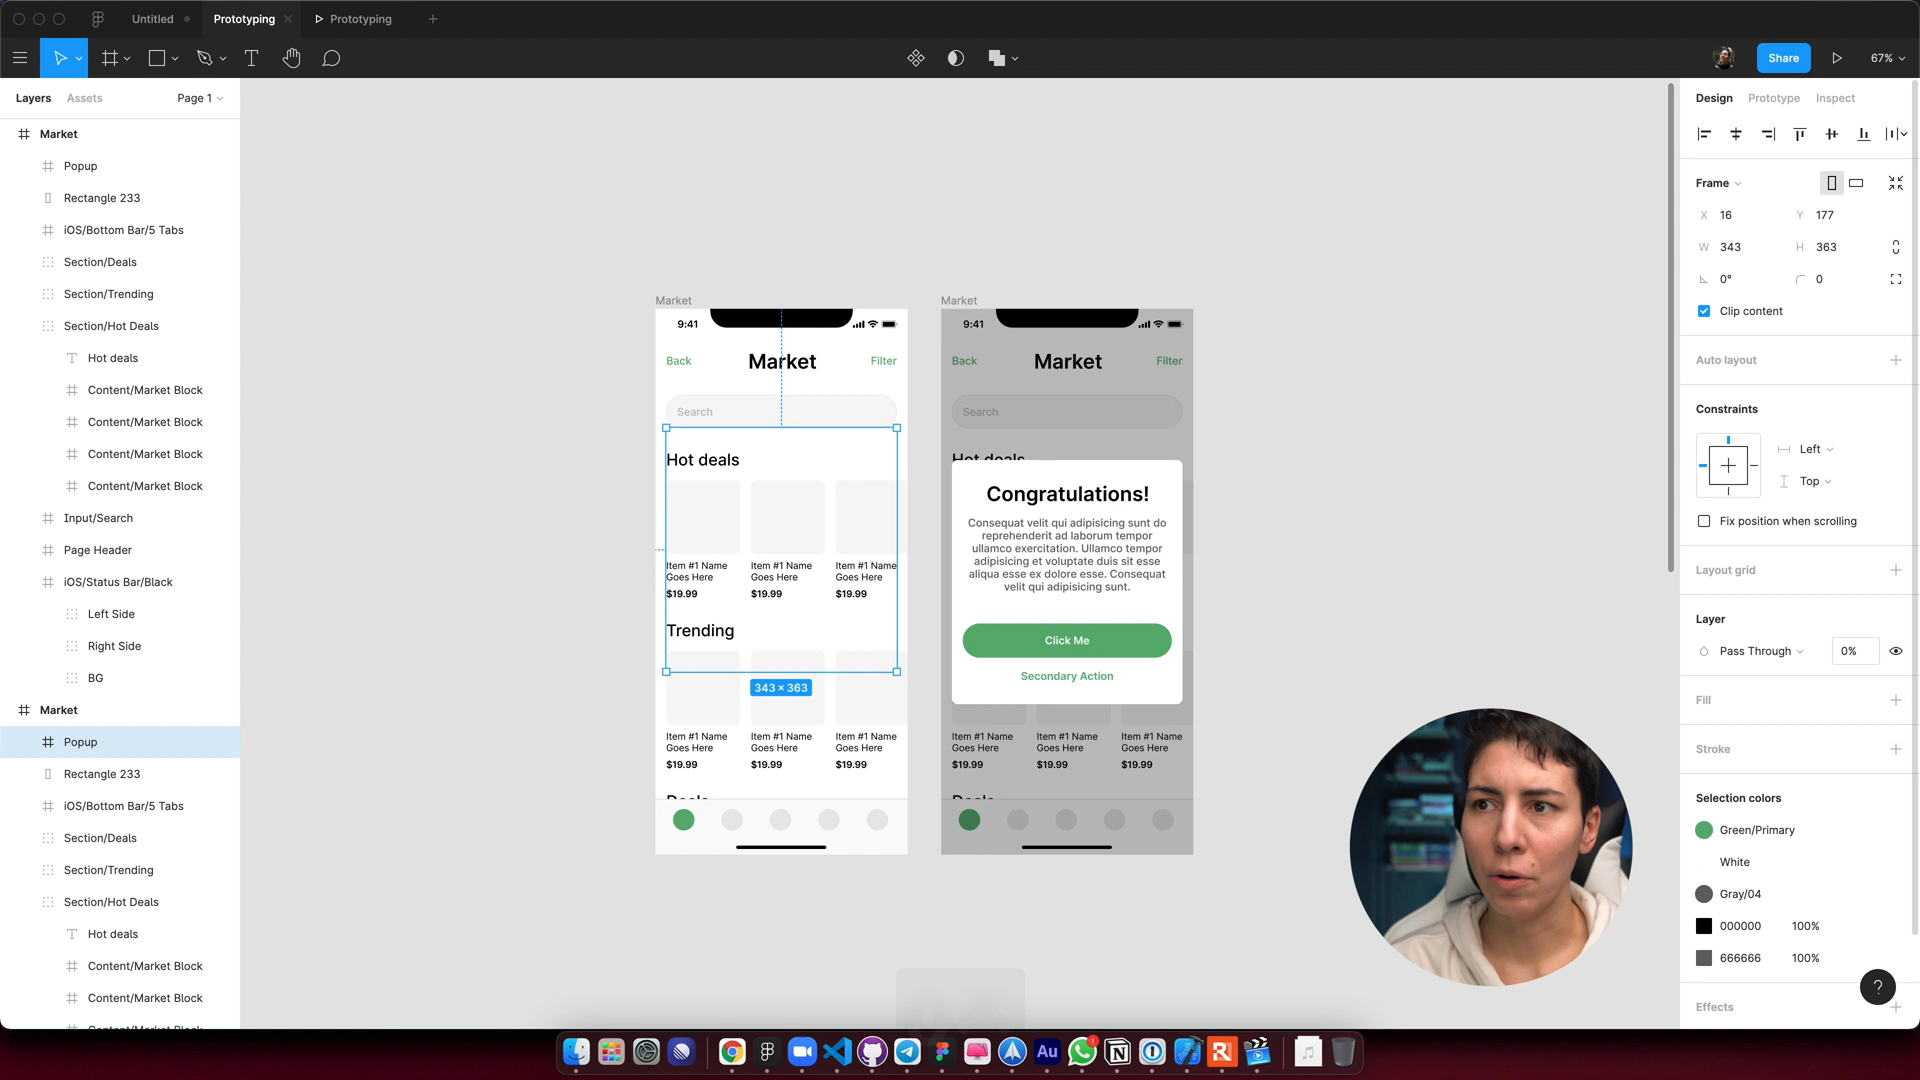 Untitled
Prototyping
Prototyping
Share
67%
Layers
Assets
Page 1
Market
Popup
Rectangle 233
iOS/Bottom Bar/5 Tabs
Section/Deals
Section/Trending
Section/Hot Deals
Hot deals
Content/Market Block
Content/Market Block
Content/Market Block
Content/Market Block
Input/Search
Page Header
iOS/Status Bar/Black
Left Side
Right Side
BG
Market
Popup
Rectangle 233
iOS/Bottom Bar/5 Tabs
Section/Deals
Section/Trending
Section/Hot Deals
Hot deals
Content/Market Block
Content/Market Block
Content/Market Block
Market
9:41
Back
Market
Filter
Search
Hot deals
Item #1 Name Goes Here
$19.99
Item #1 Name Goes Here
$19.99
Item #1 Name Goes Here
$19.99
Trending
343 × 363
Item #1 Name Goes Here
$19.99
Item #1 Name Goes Here
$19.99
Item #1 Name Goes Here
$19.99
Deals
Market
9:41
Back
Market
Filter
Search
Hot deals
Congratulations!
Consequat velit qui adipisicing sunt do
reprehenderit ad laborum tempor
ullamco exercitation. Ullamco tempor
adipisicing et voluptate duis sit esse
aliqua esse ex dolore esse. Consequat
velit qui adipisicing sunt.
Click Me
Secondary Action
Item #1 Name Goes Here
$19.99
Item #1 Name Goes Here
$19.99
Item #1 Name Goes Here
$19.99
Deals
Design
Prototype
Inspect
Frame
X 16
Y 177
W 343
H 363
0°
0
Clip content
Auto layout
Constraints
Left
Top
Fix position when scrolling
Layout grid
Layer
Pass Through
0%
Fill
Stroke
Selection colors
Green/Primary
White
Gray/04
000000 100%
666666 100%
Effects
?
Au
1